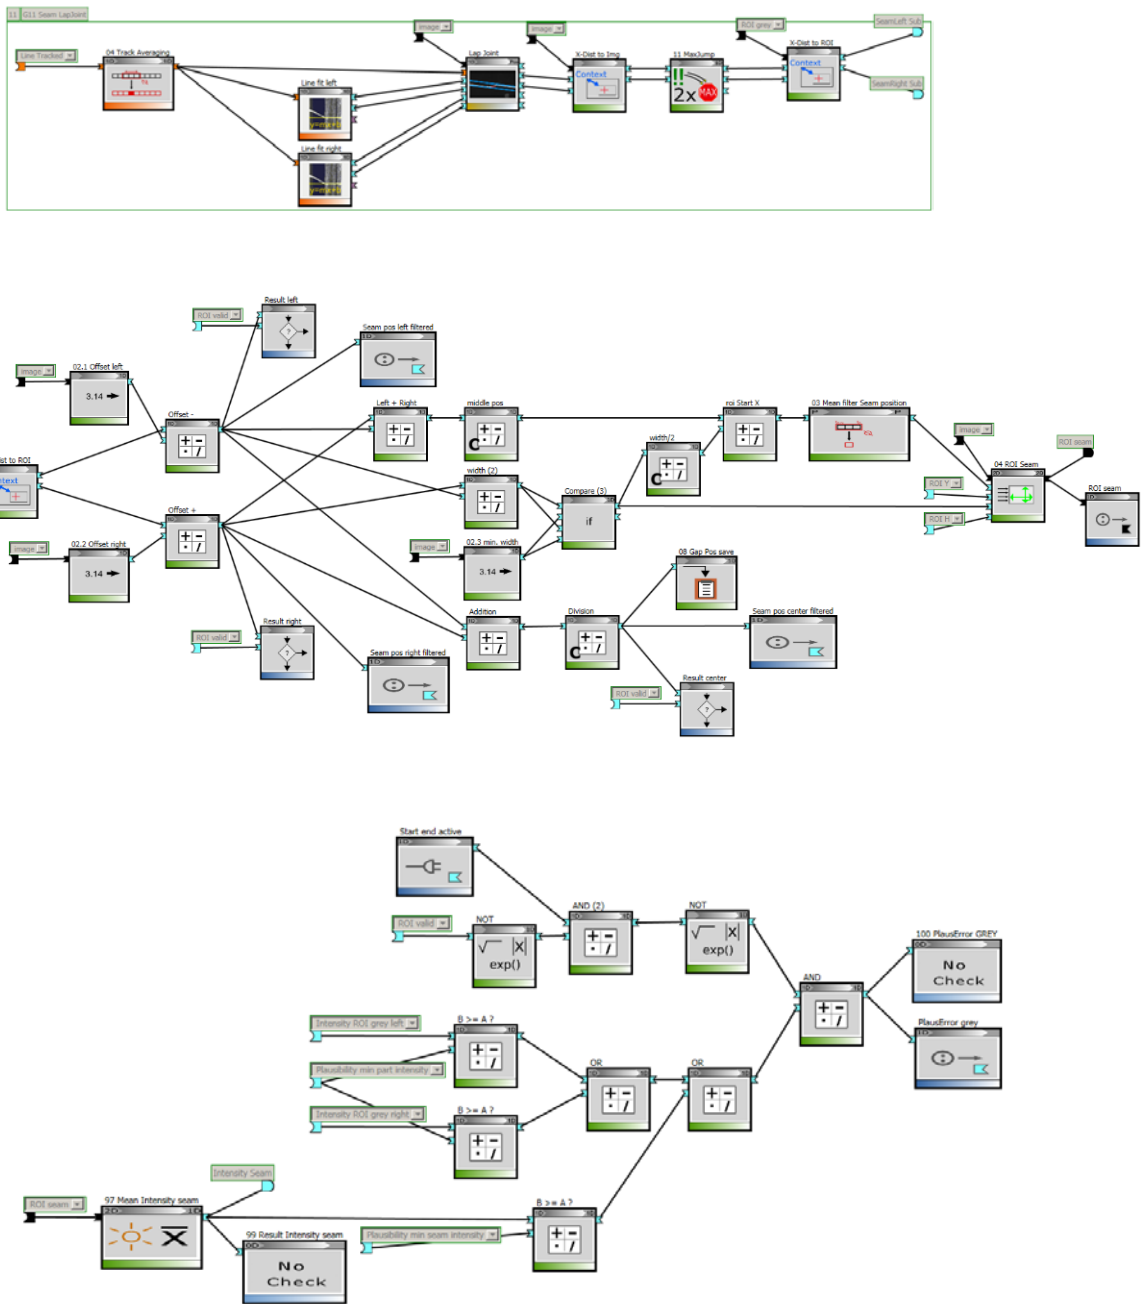 11 G11 Seam LapJoint
Image
Image
ROI grey
SeamLeft Sub
Line Tracked
04 Track Averaging
Lap Joint
X-Dist to Img
11 MaxJump
X-Dist to ROI
Context
Context
!! 2x MAX
SeamRight Sub
Line fit left
Line fit right
Result left
ROI valid
Seam pos left filtered
Image
02.1 Offset left
3.14
Offset -
Left + Right
middle pos
C
roi Start X
03 Mean filter Seam position
Image
ROI seam
width/2
C
ist to ROI
ntext
width (2)
Compare (3)
if
04 ROI Seam
ROI Y
ROI seam
Offset +
ROI H
Image
02.2 Offset right
3.14
Image
02.3 min. width
3.14
08 Gap Pos save
Addition
Division
C
Seam pos center filtered
Result right
ROI valid
Seam pos right filtered
Result center
ROI valid
Start end active
AND (2)
NOT
ROI valid
NOT
√ |X|
exp()
√ |X|
exp()
100 PlausError GREY
No
Check
AND
Intensity ROI grey left
B >= A ?
PlausError grey
Plausibility min part intensity
OR
OR
Intensity ROI grey right
B >= A ?
Intensity Seam
ROI seam
97 Mean Intensity seam
X
B >= A ?
99 Result Intensity seam
No
Check
Plausibility min seam intensity